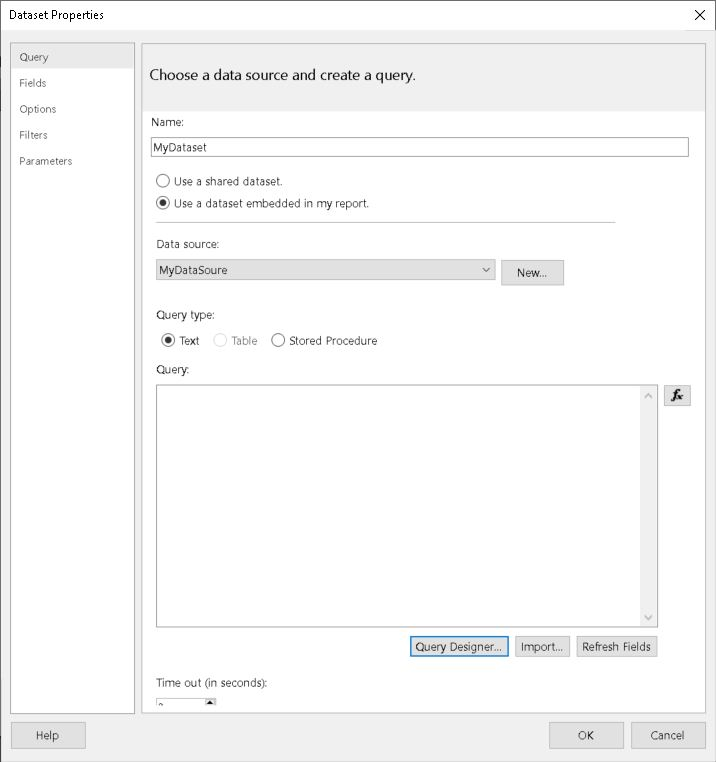 Dataset Properties
Query
Fields
Options
Filters
Parameters
Choose a data source and create a query.
Name:
MyDataset
Use a shared dataset.
Use a dataset embedded in my report.
Data source:
MyDataSoure
New...
Query type:
Text Table Stored Procedure
Query:
fx
Query Designer... Import... Refresh Fields
Time out (in seconds):
Help OK Cancel